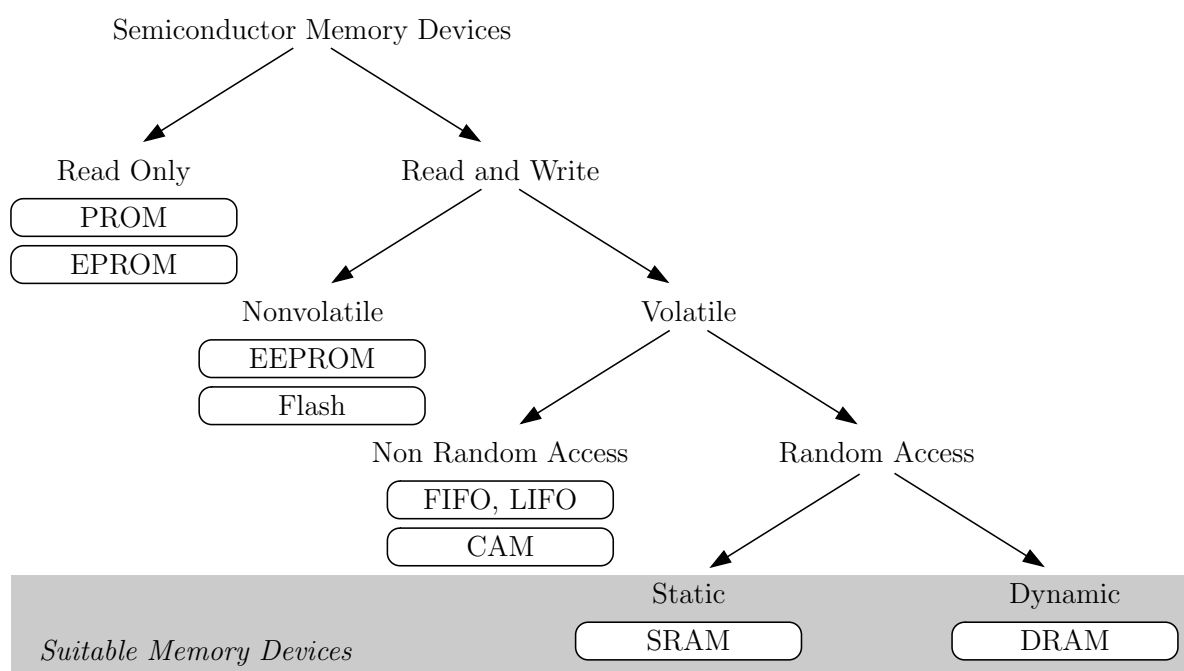 Semiconductor Memory Devices
Read Only
Read and Write
PROM
EPROM
Nonvolatile
Volatile
EEPROM
Flash
Non Random Access
Random Access
FIFO, LIFO
CAM
Static
Dynamic
SRAM
DRAM
Suitable Memory Devices